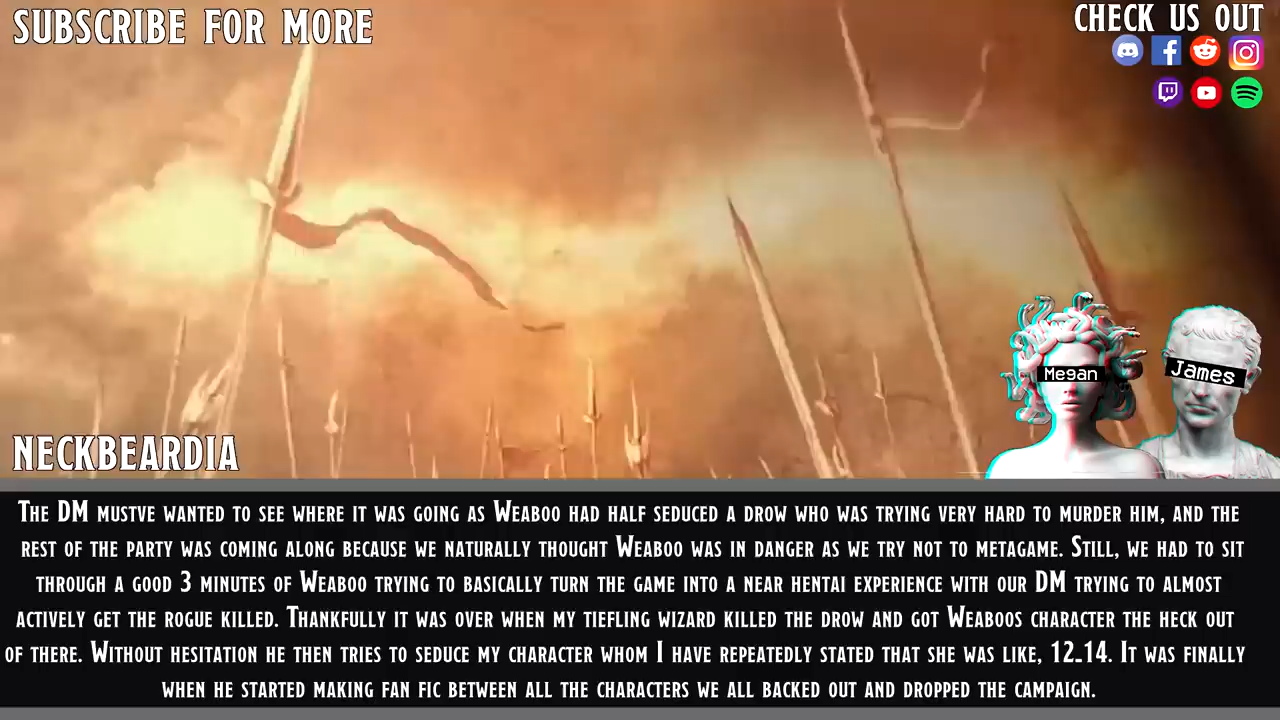 SUBSCRIBE FOR MORE
CHECK US OUT
Megan
James
NECKBEARDIA
The DM mustve wanted to see where it was going as Weaboo had half seduced a drow who was trying very hard to murder him, and the
rest of the party was coming along because we naturally thought Weaboo was in danger as we try not to metagame. Still, we had to sit
through a good 3 minutes of Weaboo trying to basically turn the game into a near hentai experience with our DM trying to almost
actively get the rogue killed. Thankfully it was over when my tiefling wizard killed the drow and got Weaboos character the heck out
of there. Without hesitation he then tries to seduce my character whom I have repeatedly stated that she was like, 12_14. It was finally
when he started making fan fic between all the characters we all backed out and dropped the campaign.